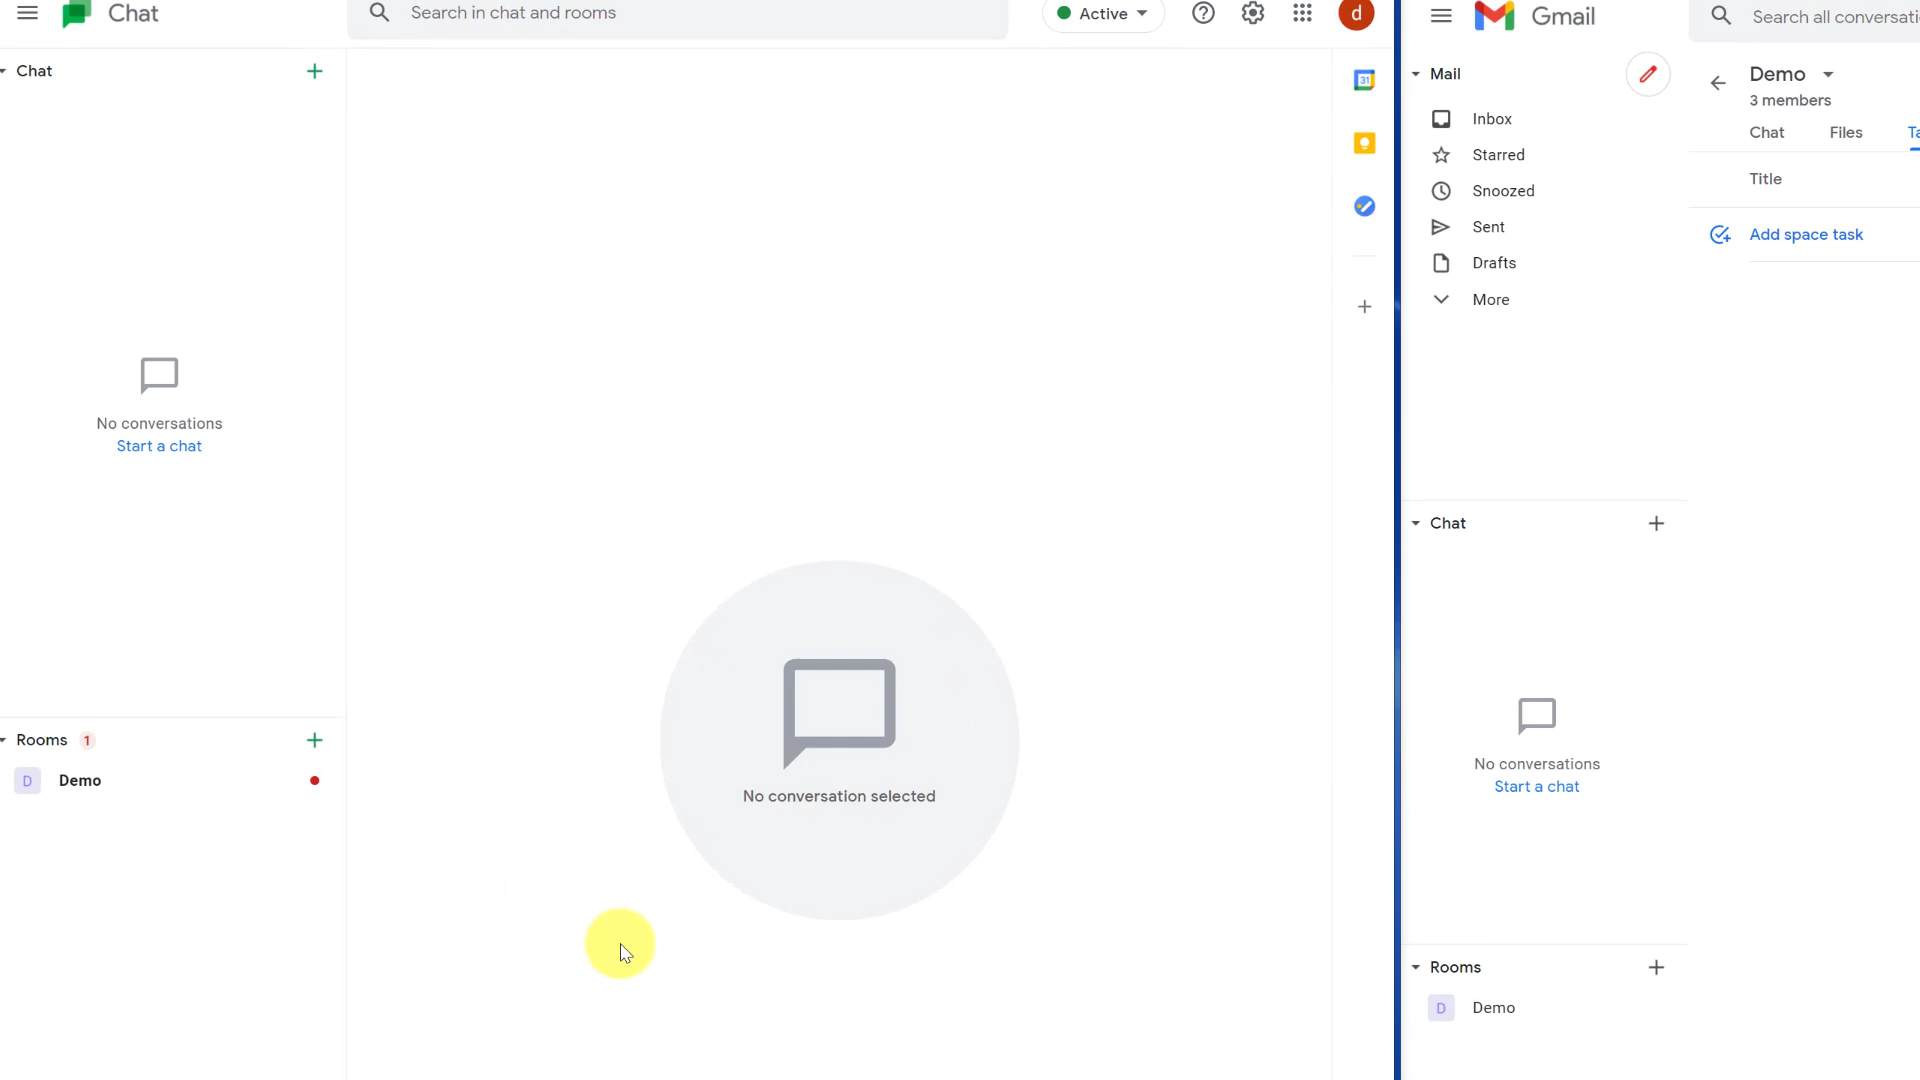 Chat
Search in chat and rooms
Active
d
Chat
31
No conversations
Start a chat
Rooms 1
D Demo
No conversation selected
Gmail
Search all conversati
Mail
Inbox
Starred
Snoozed
Sent
Drafts
More
Demo
3 members
Chat Files Ta
Title
Add space task
Chat
No conversations
Start a chat
Rooms
D Demo